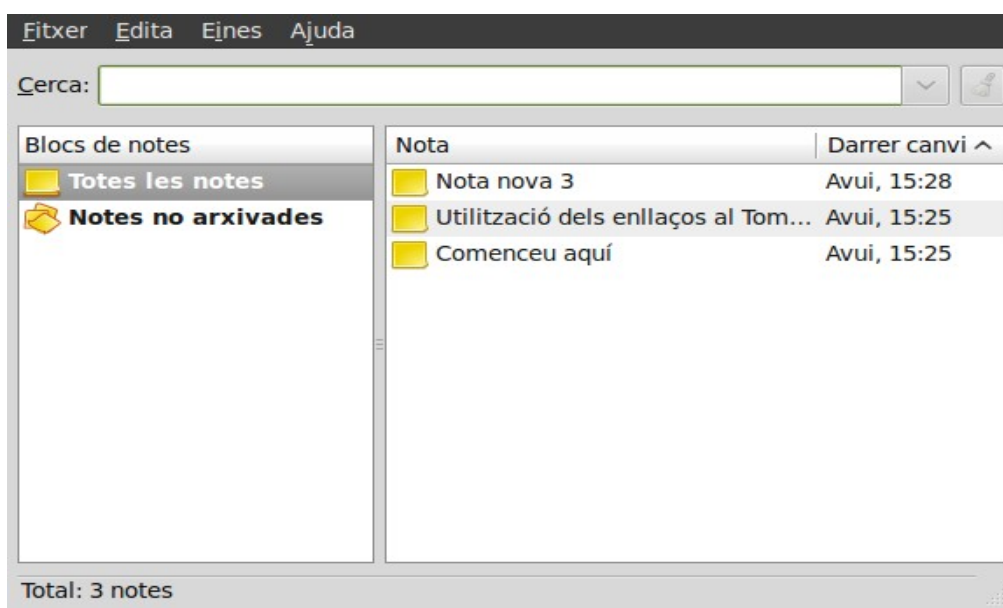 Fitxer Edita Eines Ajuda
Cerca:
Blocs de notes
Totes les notes
Notes no arxivades
Nota Darrer canvi
Nota nova 3 Avui, 15:28
Utilització dels enllaços al Tom... Avui, 15:25
Comenceu aquí Avui, 15:25
Total: 3 notes